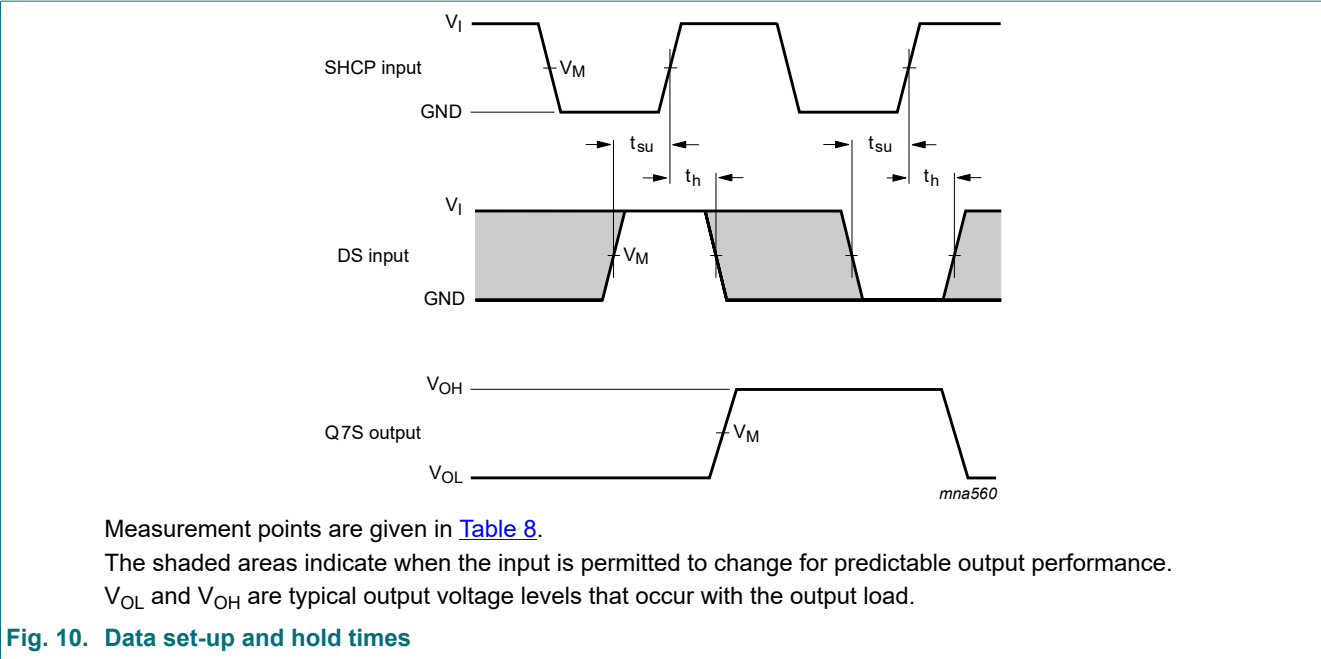 VI
SHCP input
VM
GND
tsu
tsu
th
th
VI
DS input
VM
GND
VOH
Q7S output
VM
VOL
mna560
Measurement points are given in Table 8.
The shaded areas indicate when the input is permitted to change for predictable output performance.
VOL and VOH are typical output voltage levels that occur with the output load.
Fig. 10. Data set-up and hold times